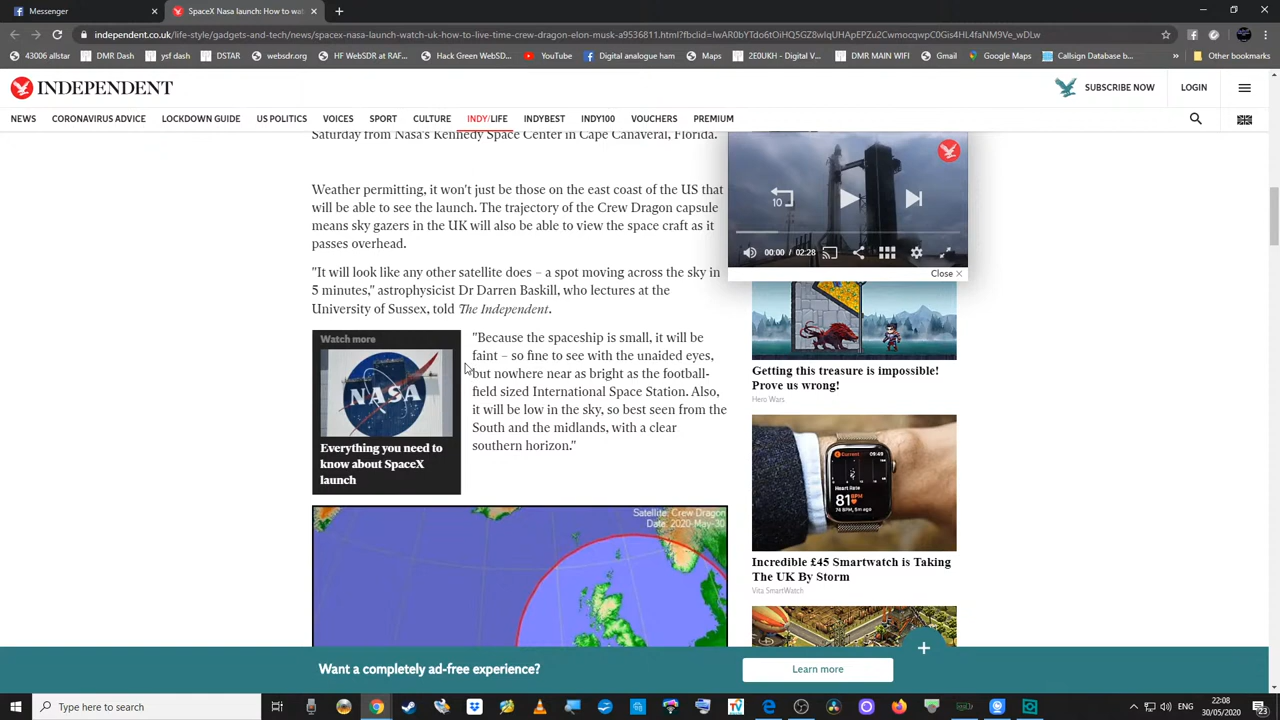 Messenger
SpaceX Nasa launch: How to wa
independent.co.uk/life-style/gadgets-and-tech/news/spacex-nasa-launch-watch-uk-how-to-live-time-crew-dragon-elon-musk-a9536811.html?fbclid=
43006 allstar
DMR Dash
ysf dash
DSTAR
websdr.org
HF WebSDR at RAF...
Hack Green WebSD...
YouTube
Digital analogue ham
Maps
2E0UKH - Digital V...
DMR MAIN WIFI
Gmail
Google Maps
Callsign Database b...
Other bookmarks
INDEPENDENT
SUBSCRIBE NOW
LOGIN
NEWS
CORONAVIRUS ADVICE
LOCKDOWN GUIDE
US POLITICS
VOICES
SPORT
CULTURE
INDY/LIFE
INDYBEST
INDY100
VOUCHERS
PREMIUM
Saturday from Nasa's Kennedy Space Center in Cape Canaveral, Florida.
Weather permitting, it won't just be those on the east coast of the US that
will be able to see the launch. The trajectory of the Crew Dragon capsule
means sky gazers in the UK will also be able to view the space craft as it
passes overhead.
"It will look like any other satellite does – a spot moving across the sky in
5 minutes," astrophysicist Dr Darren Baskill, who lectures at the
University of Sussex, told The Independent.
Watch more
NASA
Everything you need to
know about SpaceX
launch
"Because the spaceship is small, it will be
faint – so fine to see with the unaided eyes,
but nowhere near as bright as the football-
field sized International Space Station. Also,
it will be low in the sky, so best seen from the
South and the midlands, with a clear
southern horizon."
Satellite: Crew Dragon
Date: 2020-May-30
10
00:00 / 02:28
Close
Getting this treasure is impossible!
Prove us wrong!
Hero Wars
Current
09:49
Heart Rate
81
74 BPM, 5m ago
Incredible £45 Smartwatch is Taking
The UK By Storm
Vita SmartWatch
Want a completely ad-free experience?
Learn more
Type here to search
ENG
22:08
30/05/2020